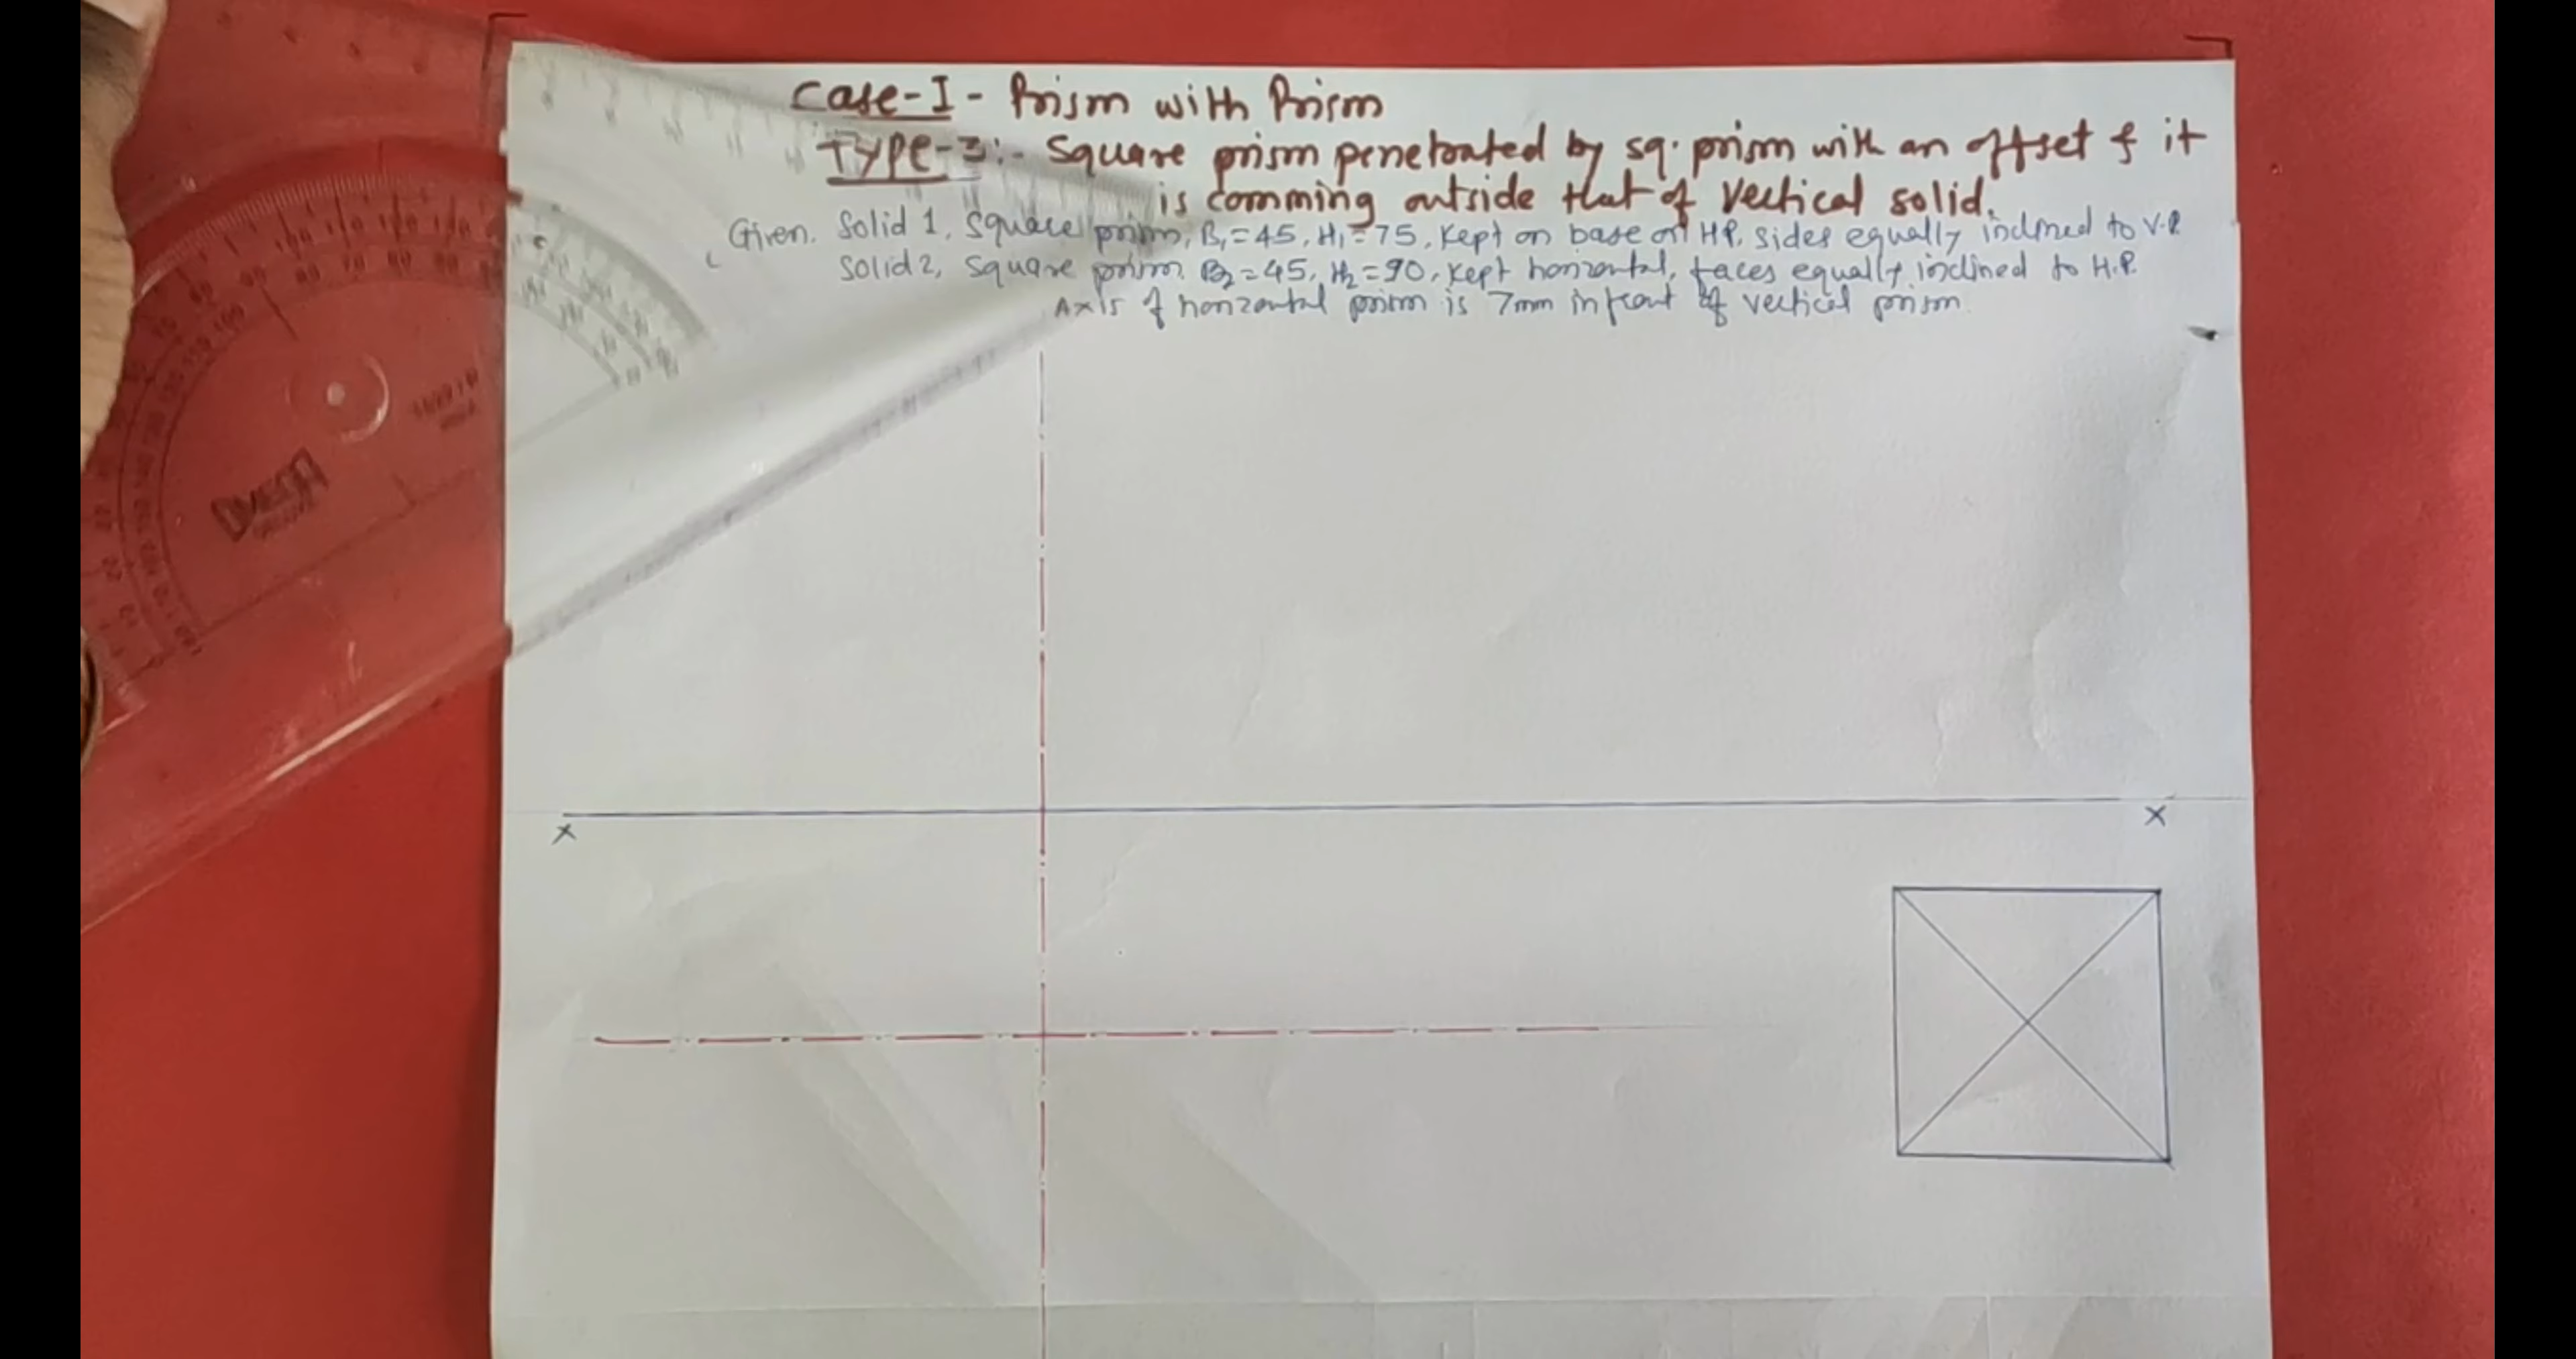 Case-I - Prism with Prism
TYPE-3:- Square prism penetrated by sq. prism with an offset & it
is comming outside that of Vertical solid.
Given. Solid 1, Square prism, B1=45, H1=75, Kept on base on HP, sides equally inclined to V.P.
Solid 2, Square prism. B2=45, H2=90, Kept horizontal, faces equally inclined to H.P.
Axis of horizontal prism is 7mm infront of vertical prism.
X X
OMEGA